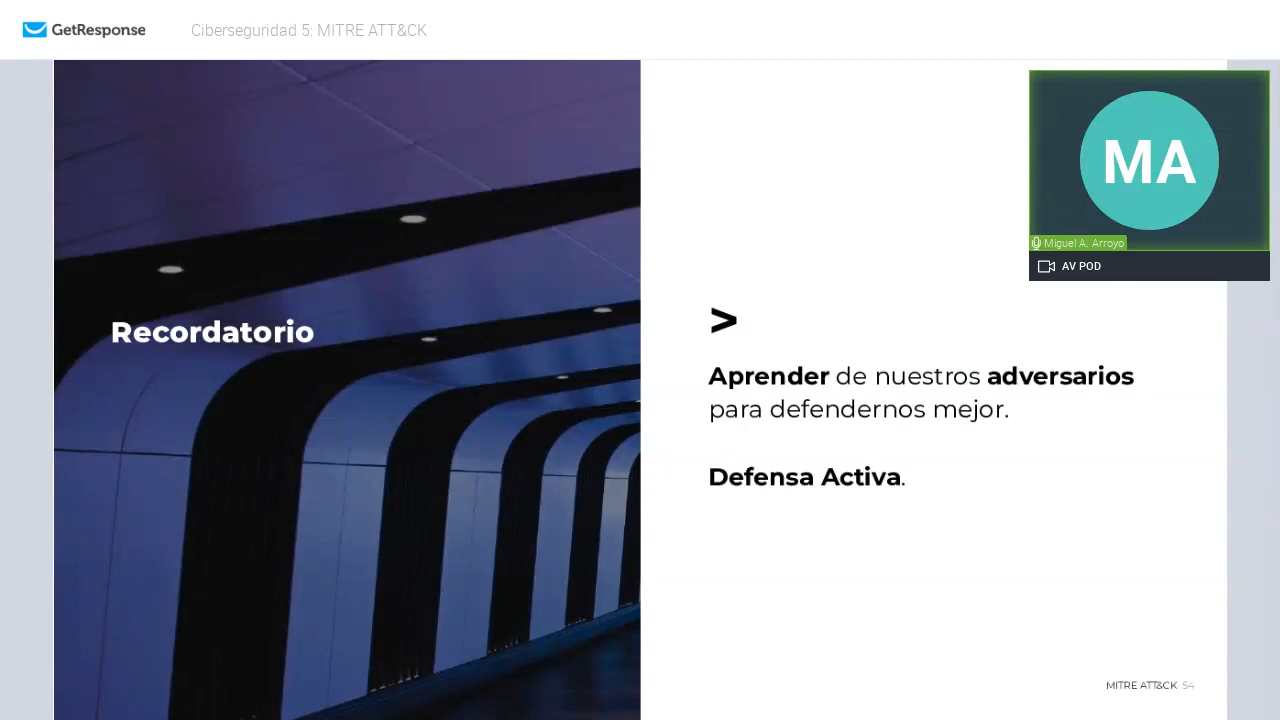 GetResponse
Ciberseguridad 5: MITRE ATT&CK
MA
Miguel A. Arroyo
AV POD
Recordatorio
>
Aprender de nuestros adversarios
para defendernos mejor.
Defensa Activa.
MITRE ATT&CK 54